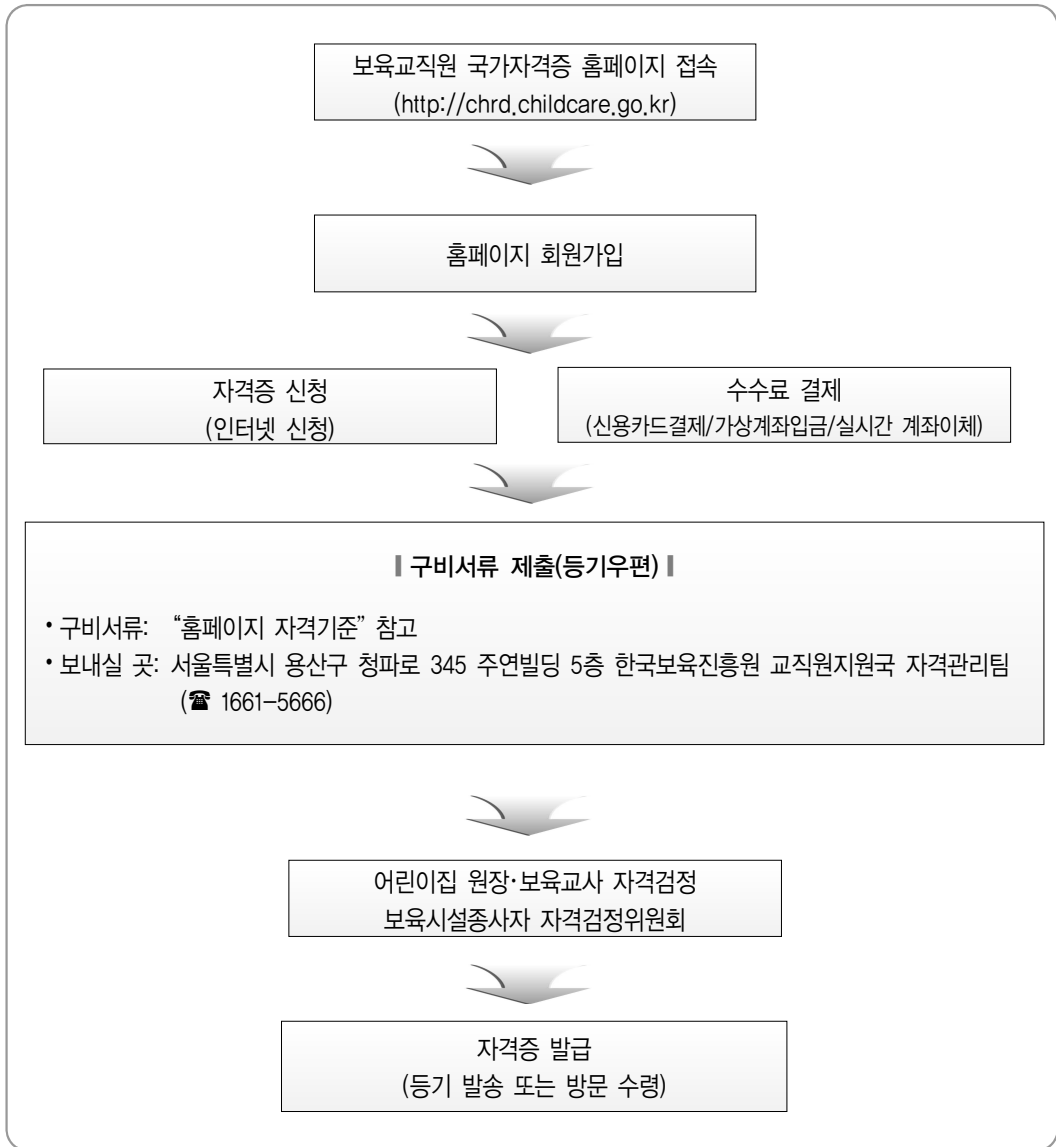 보육교직원 국가자격증 홈페이지 접속
(http://chrd.childcare.go.kr)
홈페이지 회원가입
자격증 신청
(인터넷 신청)
수수료 결제
(신용카드결제/가상계좌입금/실시간 계좌이체)
‖구비서류 제출(등기우편)‖
• 구비서류: “홈페이지 자격기준” 참고
• 보내실 곳: 서울특별시 용산구 청파로 345 주연빌딩 5층 한국보육진흥원 교직원지원국 자격관리팀
(☎ 1661-5666)
어린이집 원장·보육교사 자격검정
보육시설종사자 자격검정위원회
자격증 발급
(등기 발송 또는 방문 수령)